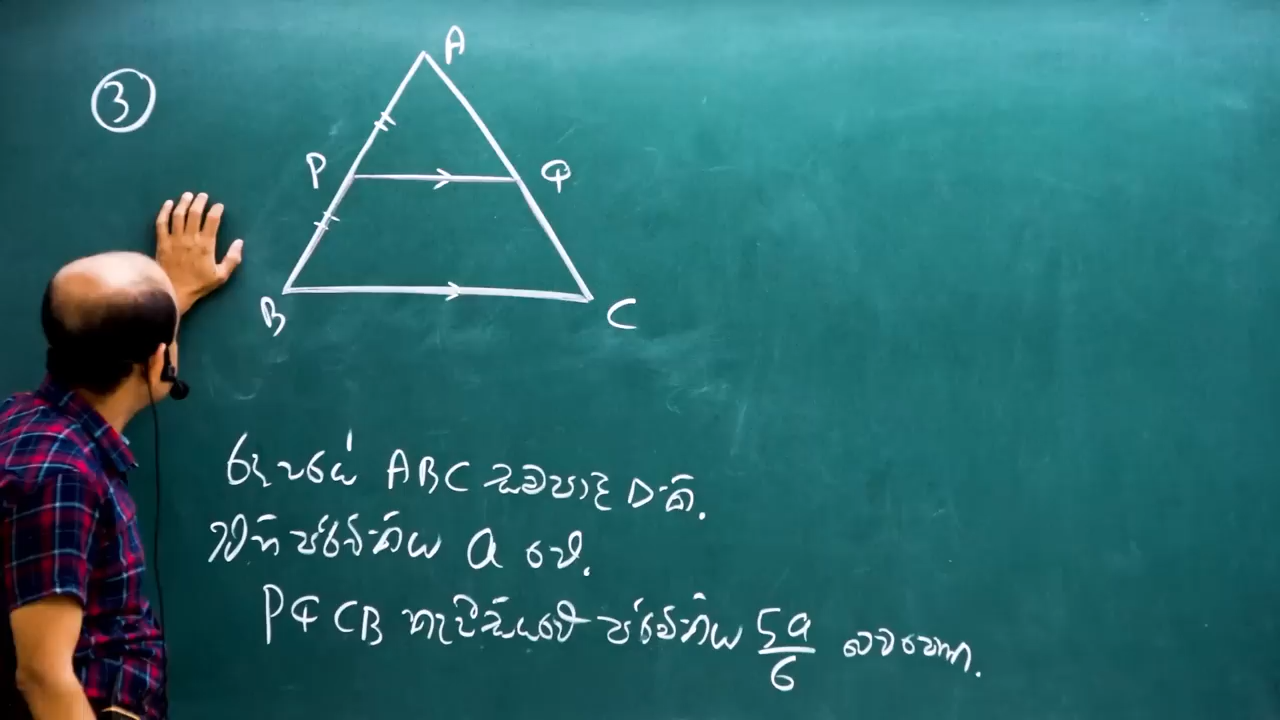 3
A
P
Q
B
C
රූපයේ ABC සමපාද Δ කි.
එහි පරිමිතිය a වේ.
PQCB ත්‍රැපීසියමේ පරිමිතිය 5a/6 බව පෙන්වන්න.